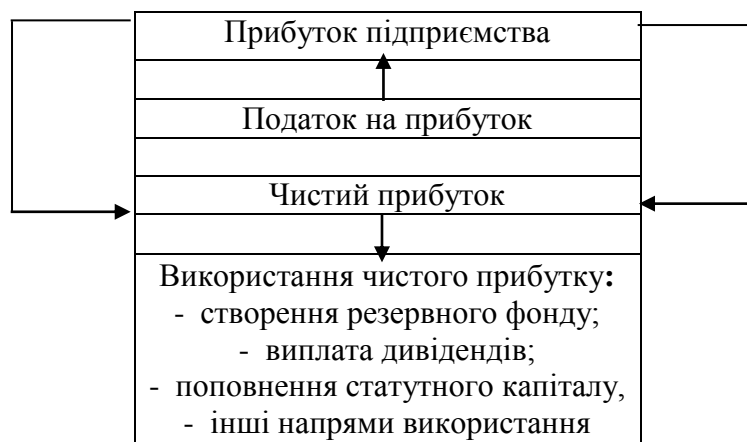 Прибуток підприємства
Податок на прибуток
Чистий прибуток
Використання чистого прибутку:
- створення резервного фонду;
- виплата дивідендів;
- поповнення статутного капіталу,
- інші напрями використання